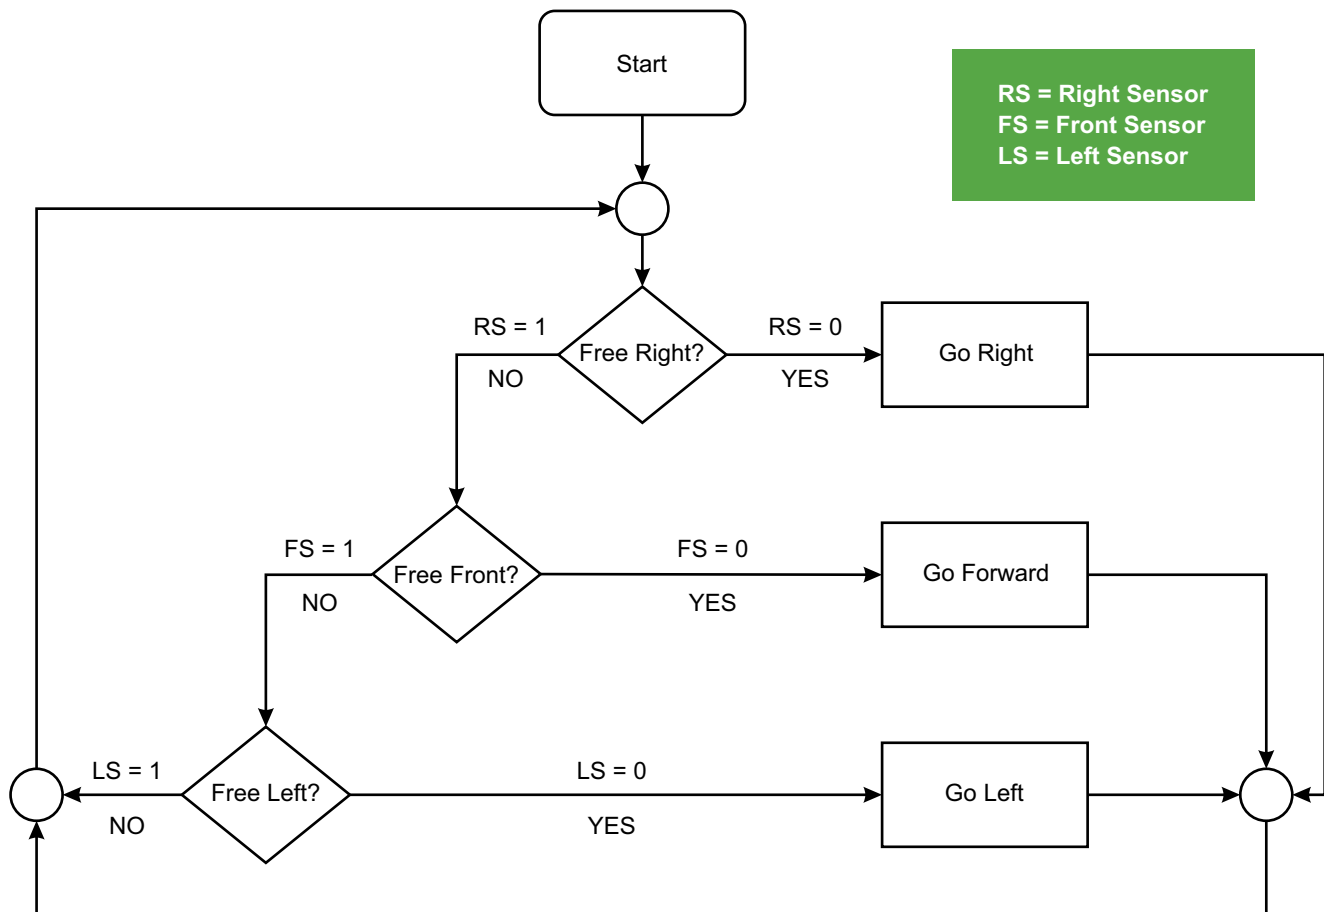 Start
RS = Right Sensor
FS = Front Sensor
LS = Left Sensor
RS = 1
RS = 0
Free Right?
Go Right
NO
YES
FS = 1
FS = 0
Free Front?
Go Forward
NO
YES
LS = 1
LS = 0
Free Left?
Go Left
NO
YES